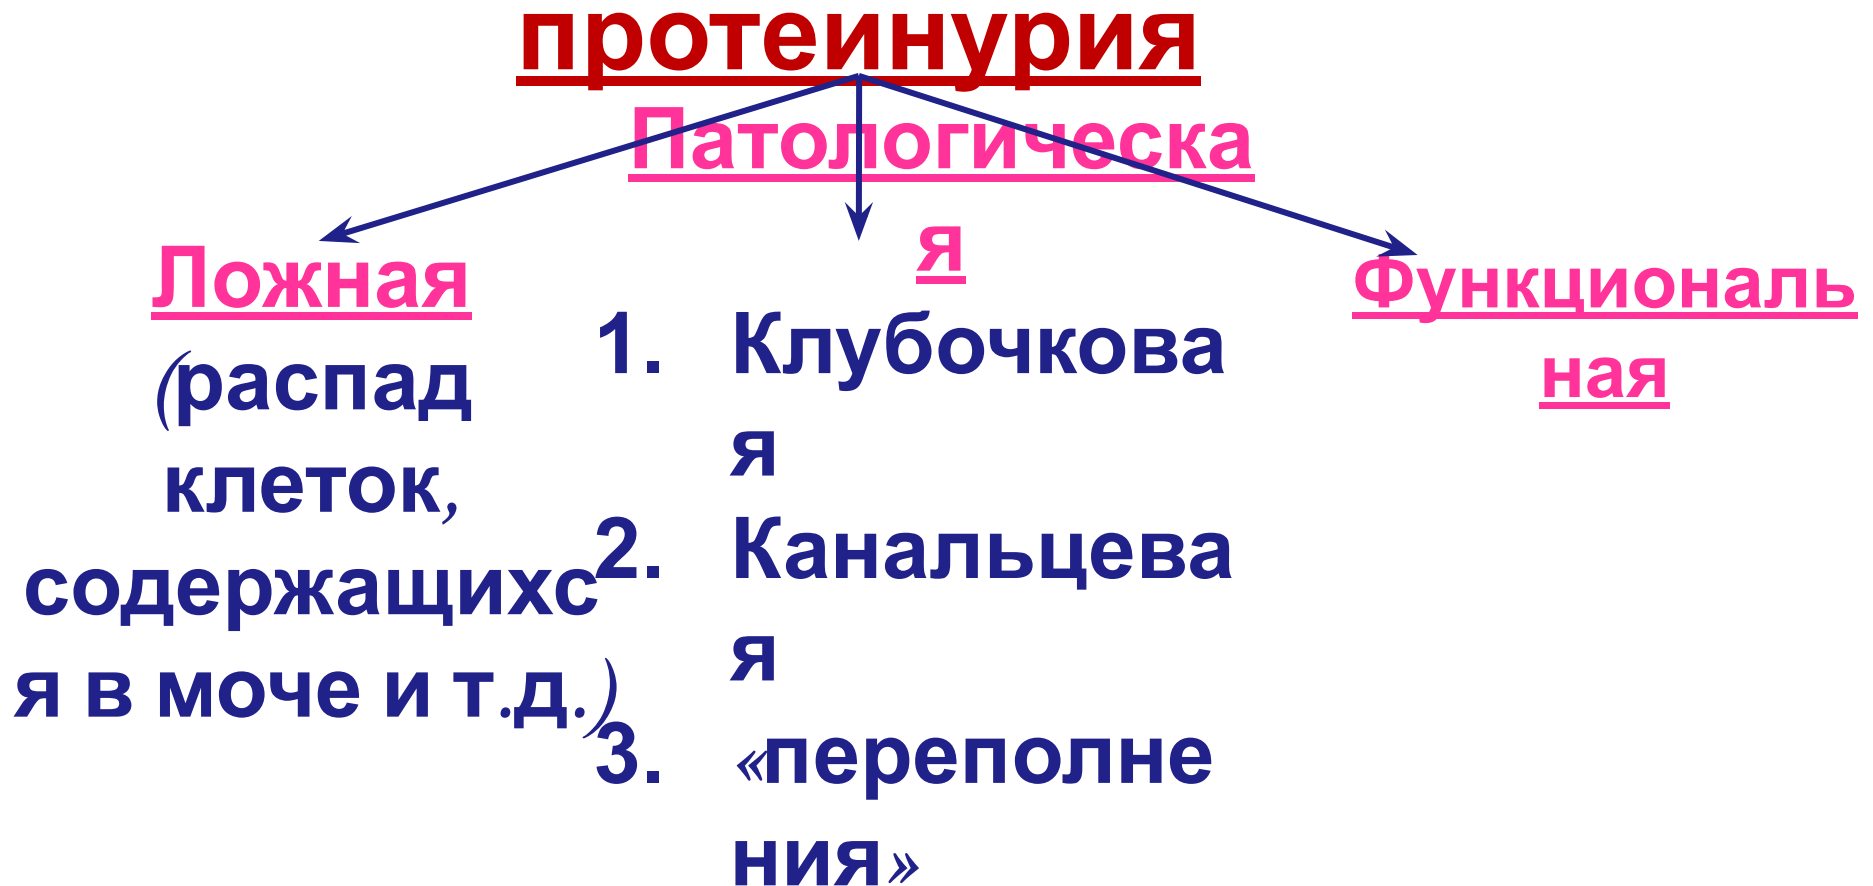 протеинурия
Ложная
(распад
клеток,
содержащихс
я в моче и т.д.)
Патологическа
я
1. Клубочкова
я
2. Канальцева
я
3. «переполне
ния»
Функциональ
ная